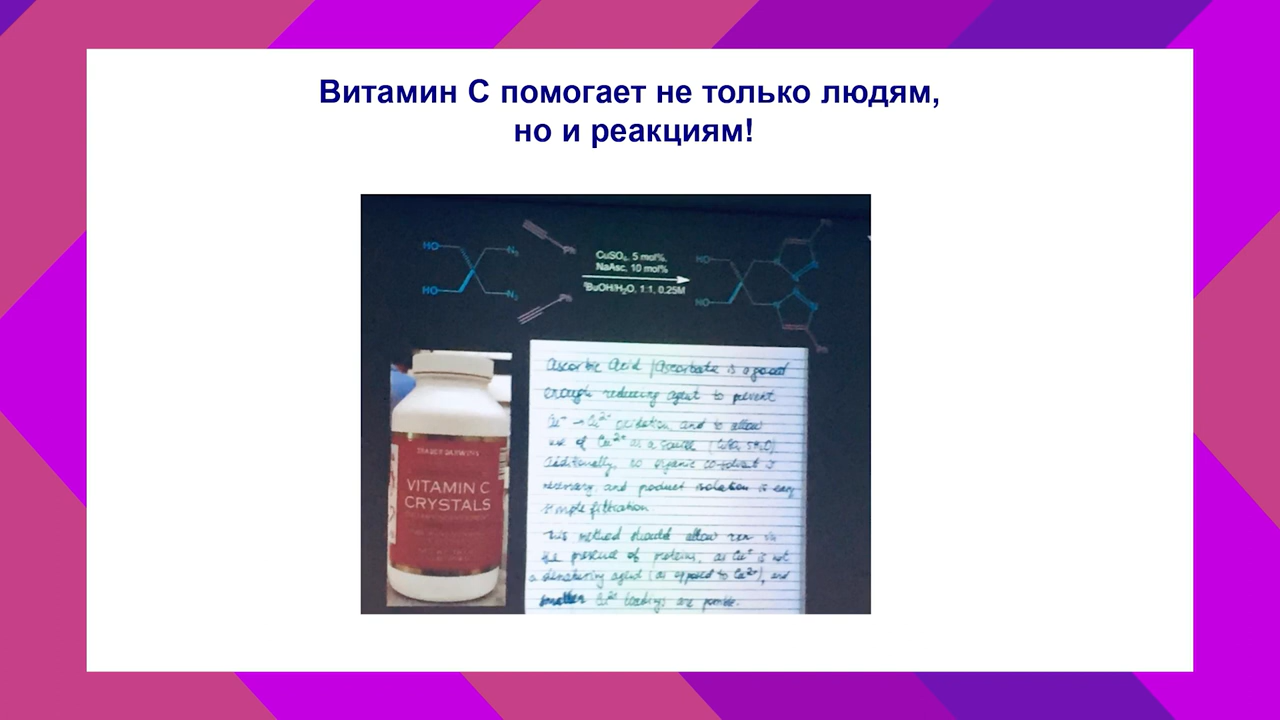 Витамин С помогает не только людям,
но и реакциям!
HO
N₃
HO
N₃
CuSO₄, 5 mol%,
NaAsc, 10 mol%
ᵗBuOH/H₂O, 1:1, 0.25M
HO
HO
Ascorbic Acid / Ascorbate is a good
enough reducing agent to prevent
Cu⁺ → Cu²⁺ oxidation and to allow
use of Cu²⁺ as a source (CuSO₄ 5H₂O)
Additionally, no organic co-solvent is
necessary, and product isolation is easy
simple filtration.
This method should allow rxn in
the presence of proteins, as Cu⁺ is not
a denaturing agent (as opposed to Cu²⁺), and
smaller Cu²⁺ loadings are possible.
TRADER DARWIN'S
VITAMIN C
CRYSTALS